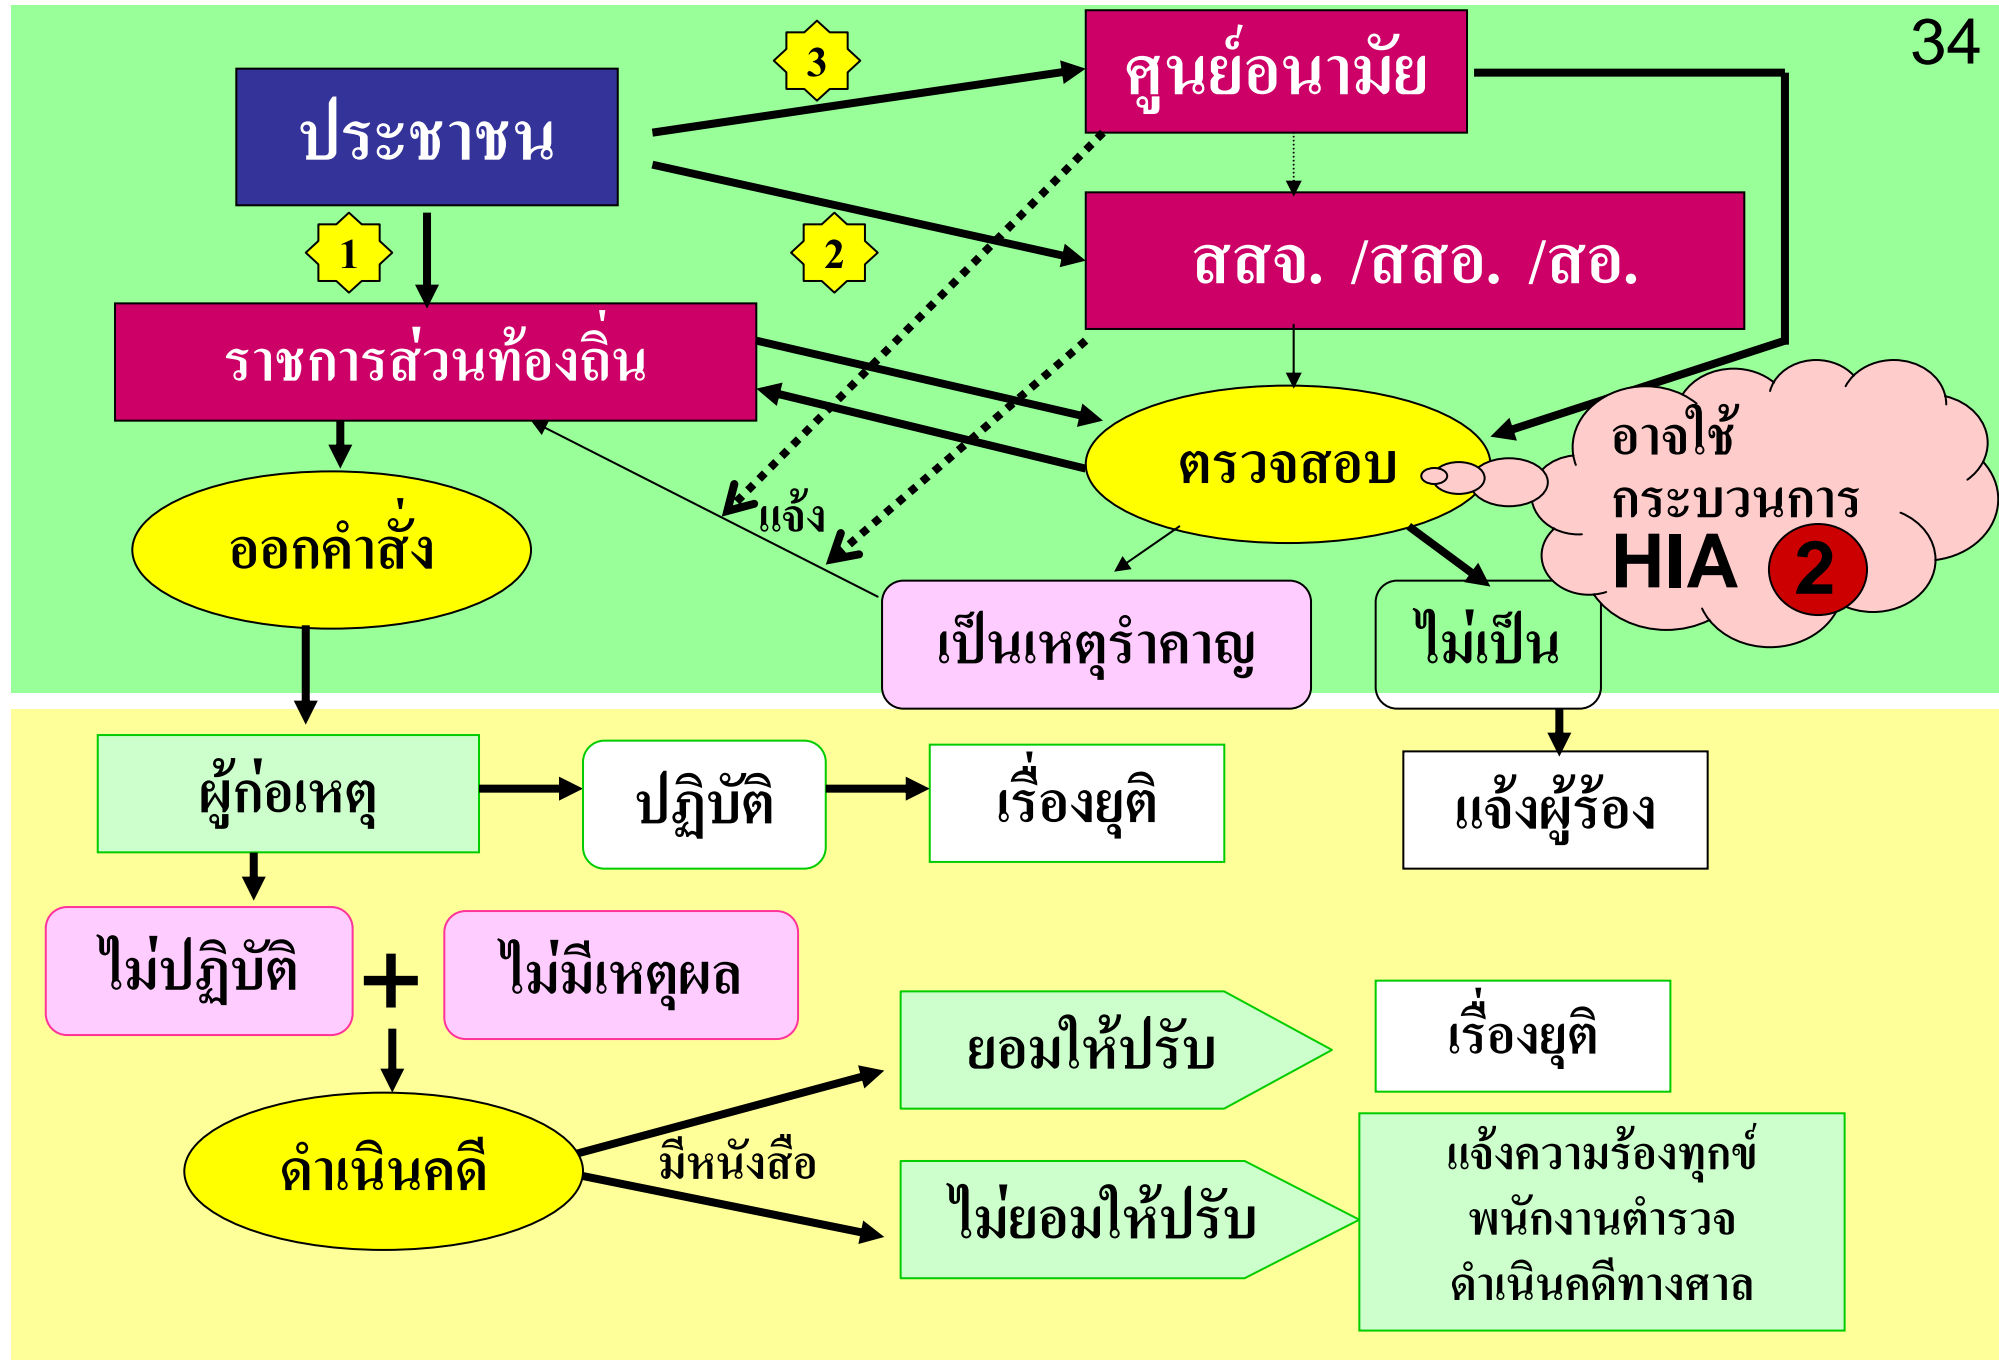 34
3
ศูนย์อนามัย
ประชาชน
1
2
สสจ. /สสอ. /สอ.
ราชการส่วนท้องถิ่น
ตรวจสอบ
อาจใช้
กระบวนการ
HIA 2
แจ้ง
ออกคำสั่ง
เป็นเหตุรำคาญ
ไม่เป็น
ผู้ก่อเหตุ
ปฏิบัติ
เรื่องยุติ
แจ้งผู้ร้อง
ไม่ปฏิบัติ
+
ไม่มีเหตุผล
ยอมให้ปรับ
เรื่องยุติ
ดำเนินคดี
มีหนังสือ
ไม่ยอมให้ปรับ
แจ้งความร้องทุกข์
พนักงานตำรวจ
ดำเนินคดีทางศาล